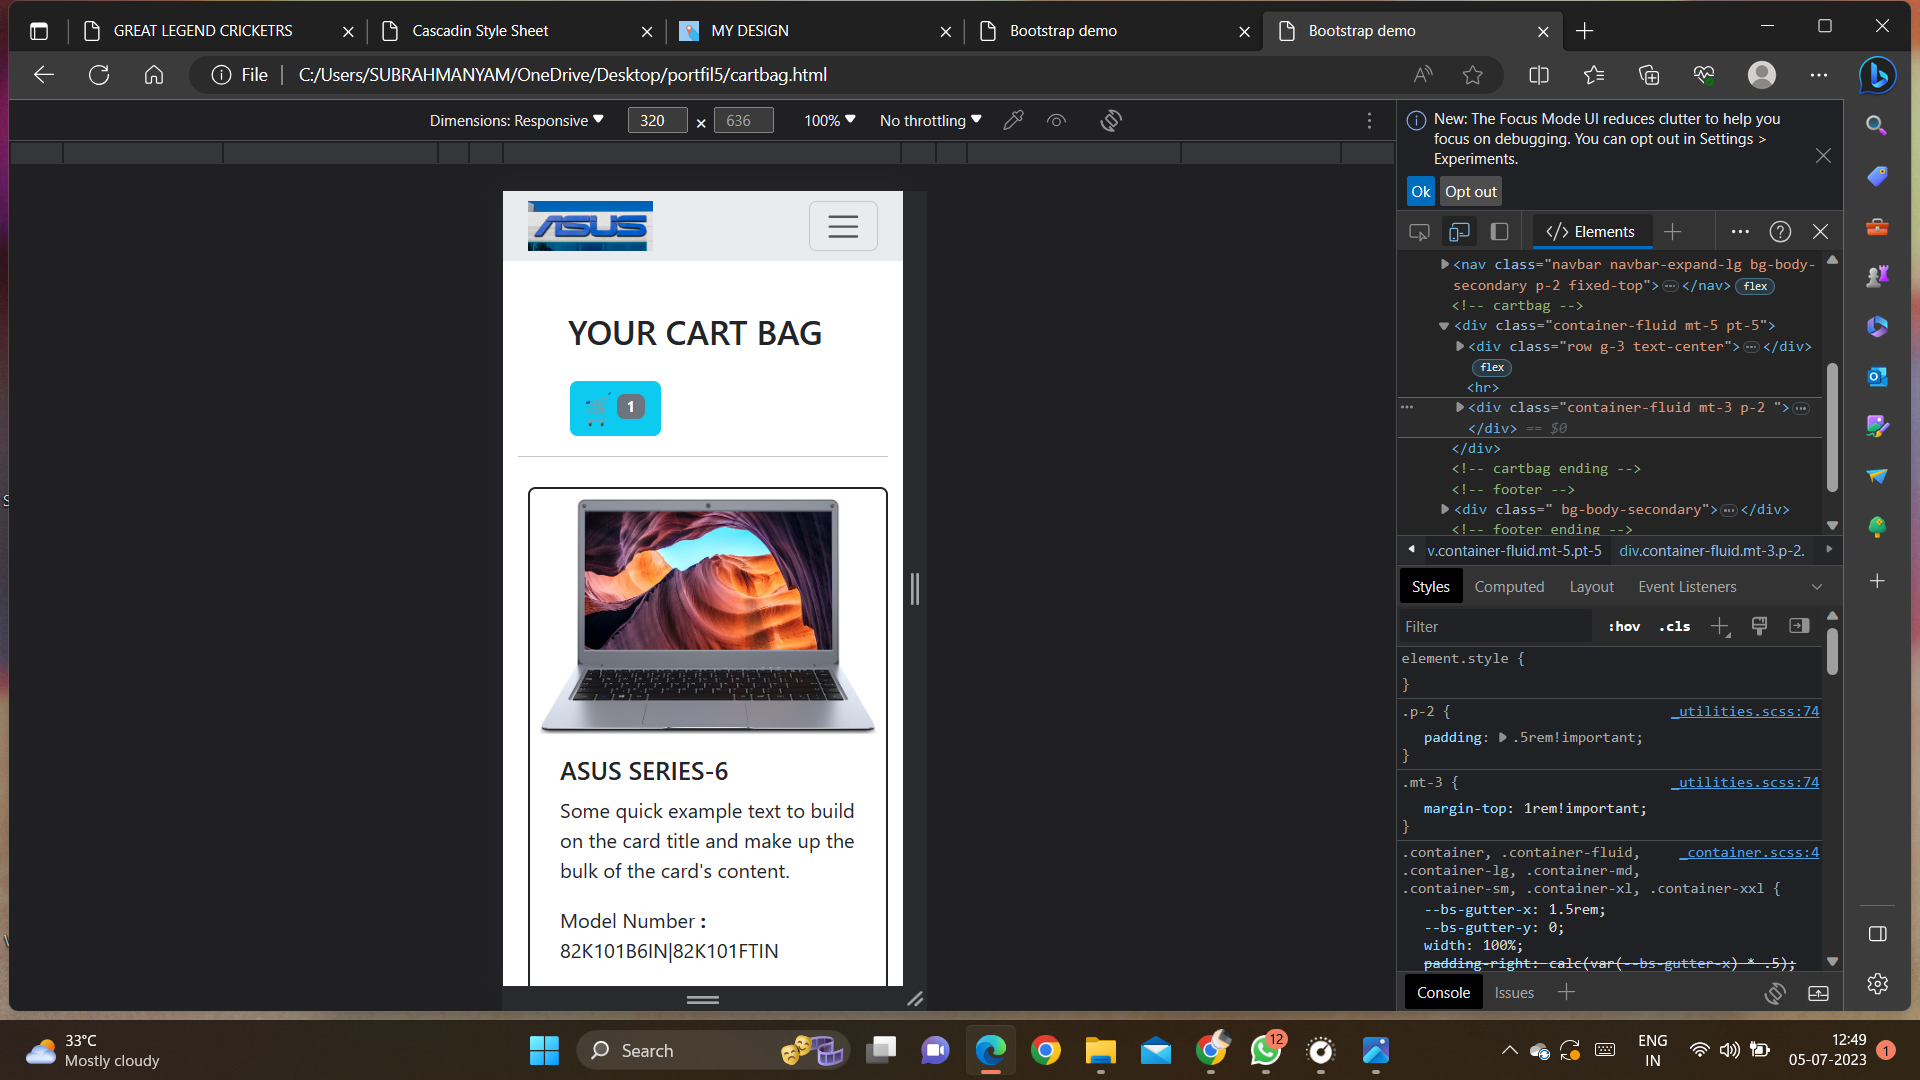 GREAT LEGEND CRICKETRS
Cascadin Style Sheet
MY DESIGN
Bootstrap demo
Bootstrap demo
File
C:/Users/SUBRAHMANYAM/OneDrive/Desktop/portfil5/cartbag.html
Dimensions: Responsive
320
×
636
100%
No throttling
New: The Focus Mode UI reduces clutter to help you
focus on debugging. You can opt out in Settings >
Experiments.
Ok
Opt out
Elements
<nav class="navbar navbar-expand-lg bg-body-
secondary p-2 fixed-top"> ⋯ </nav> flex
<!-- cartbag -->
<div class="container-fluid mt-5 pt-5">
<div class="row g-3 text-center"> ⋯ </div>
flex
<hr>
<div class="container-fluid mt-3 p-2 "> ⋯
</div> == $0
</div>
<!-- cartbag ending -->
<!-- footer -->
<div class=" bg-body-secondary"> ⋯ </div>
<!-- footer ending -->
v.container-fluid.mt-5.pt-5
div.container-fluid.mt-3.p-2.
Styles
Computed
Layout
Event Listeners
Filter
:hov
.cls
element.style {
}
.p-2 {
_utilities.scss:74
padding: .5rem!important;
}
.mt-3 {
_utilities.scss:74
margin-top: 1rem!important;
}
.container, .container-fluid,
_container.scss:4
.container-lg, .container-md,
.container-sm, .container-xl, .container-xxl {
--bs-gutter-x: 1.5rem;
--bs-gutter-y: 0;
width: 100%;
padding-right: calc(var(--bs-gutter-x) * .5);
Console
Issues
ASUS
YOUR CART BAG
1
ASUS SERIES-6
Some quick example text to build
on the card title and make up the
bulk of the card's content.
Model Number :
82K101B6IN|82K101FTIN
33°C
Mostly cloudy
Search
12
ENG
IN
12:49
05-07-2023
1